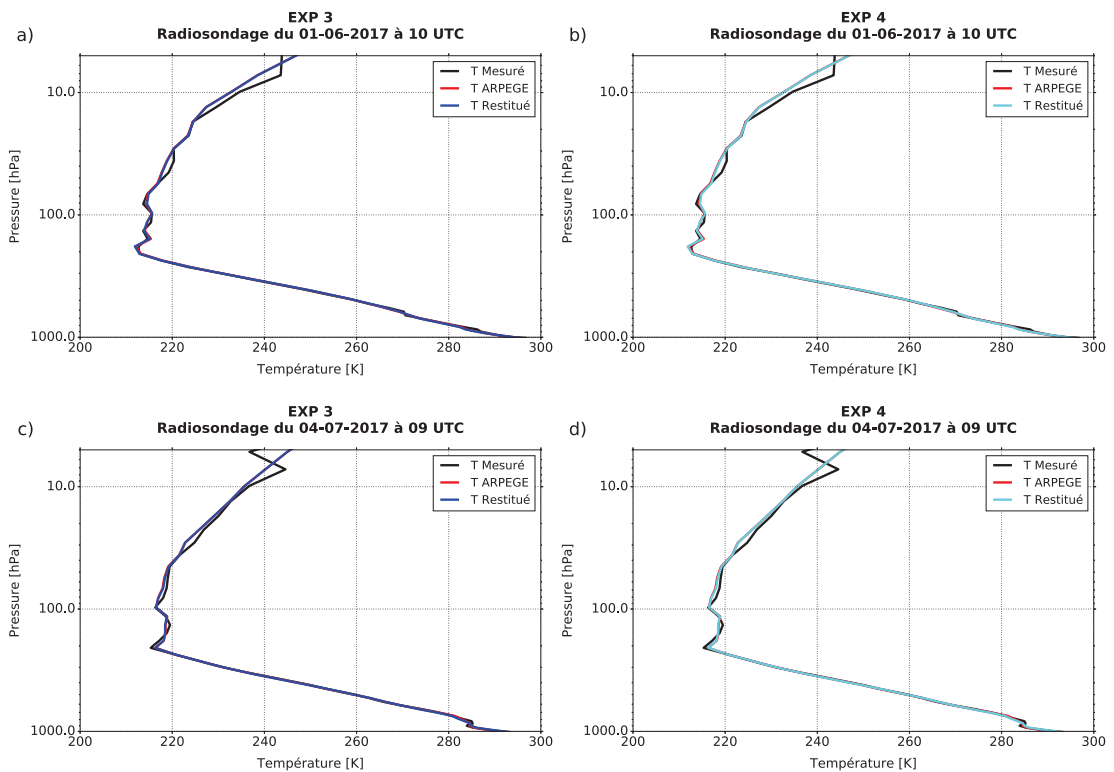 EXP 3
Radiosondage du 01-06-2017 à 10 UTC
a)
T Mesuré
T ARPEGE
T Restitué
10.0
100.0
1000.0
Pressure [hPa]
200 220 240 260 280 300
Température [K]
EXP 4
Radiosondage du 01-06-2017 à 10 UTC
b)
T Mesuré
T ARPEGE
T Restitué
10.0
100.0
1000.0
Pressure [hPa]
200 220 240 260 280 300
Température [K]
EXP 3
Radiosondage du 04-07-2017 à 09 UTC
c)
T Mesuré
T ARPEGE
T Restitué
10.0
100.0
1000.0
Pressure [hPa]
200 220 240 260 280 300
Température [K]
EXP 4
Radiosondage du 04-07-2017 à 09 UTC
d)
T Mesuré
T ARPEGE
T Restitué
10.0
100.0
1000.0
Pressure [hPa]
200 220 240 260 280 300
Température [K]